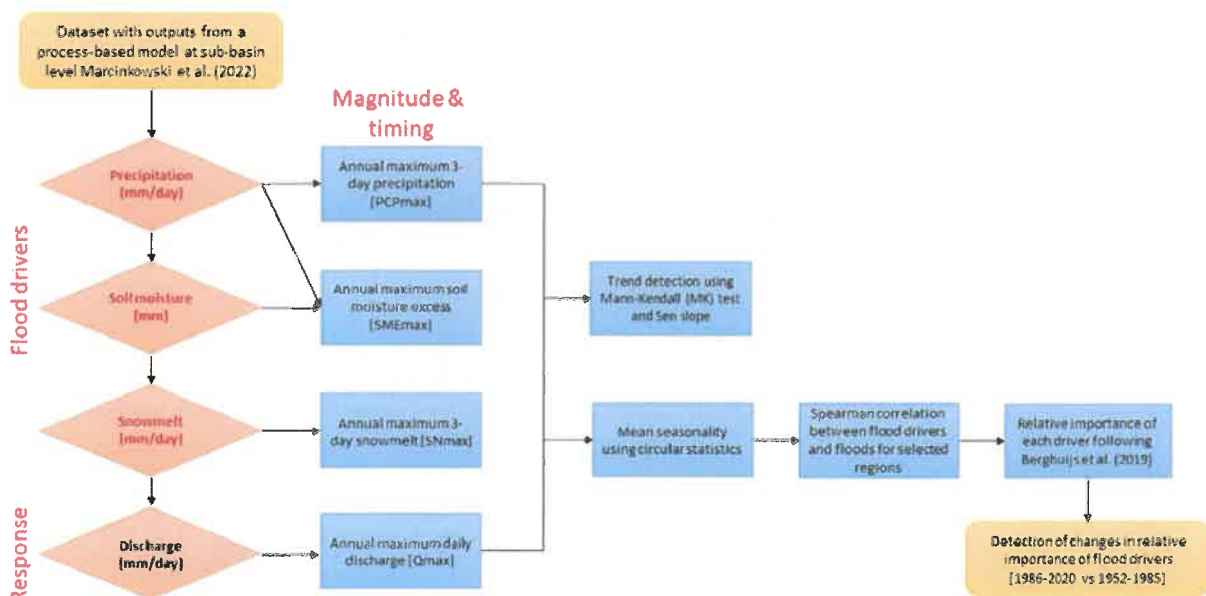 Dataset with outputs from a
process-based model at sub-basin
level Marcinkowski et al. (2022)
Magnitude &
timing
Flood drivers
Response
Precipitation
(mm/day)
Annual maximum 3-
day precipitation
[PCPmax]
Soil moisture
(mm)
Annual maximum soil
moisture excess
[SMEmax]
Trend detection using
Mann-Kendall (MK) test
and Sen slope
Snowmelt
(mm/day)
Annual maximum 3-
day snowmelt [SNmax]
Mean seasonality
using circular statistics
Spearman correlation
between flood drivers
and floods for selected
regions
Relative importance of
each driver following
Berghuijs et al. (2019)
Discharge
(mm/day)
Annual maximum daily
discharge [Qmax]
Detection of changes in relative
importance of flood drivers
[1986-2020 vs 1952-1985]